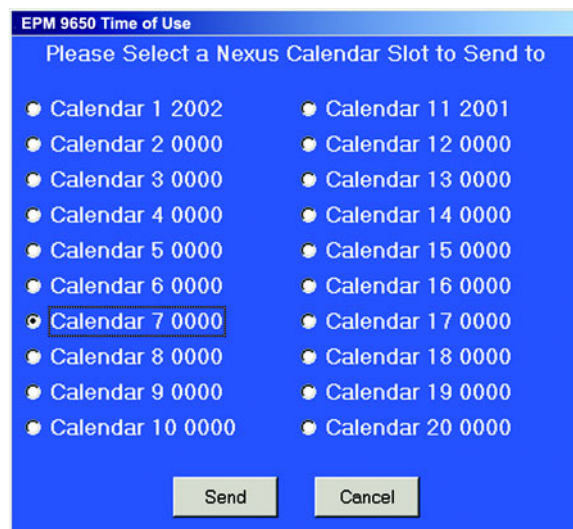 EPM 9650 Time of Use
Please Select a Nexus Calendar Slot to Send to
Calendar 1 2002
Calendar 2 0000
Calendar 3 0000
Calendar 4 0000
Calendar 5 0000
Calendar 6 0000
Calendar 7 0000
Calendar 8 0000
Calendar 9 0000
Calendar 10 0000
Calendar 11 2001
Calendar 12 0000
Calendar 13 0000
Calendar 14 0000
Calendar 15 0000
Calendar 16 0000
Calendar 17 0000
Calendar 18 0000
Calendar 19 0000
Calendar 20 0000
Send
Cancel